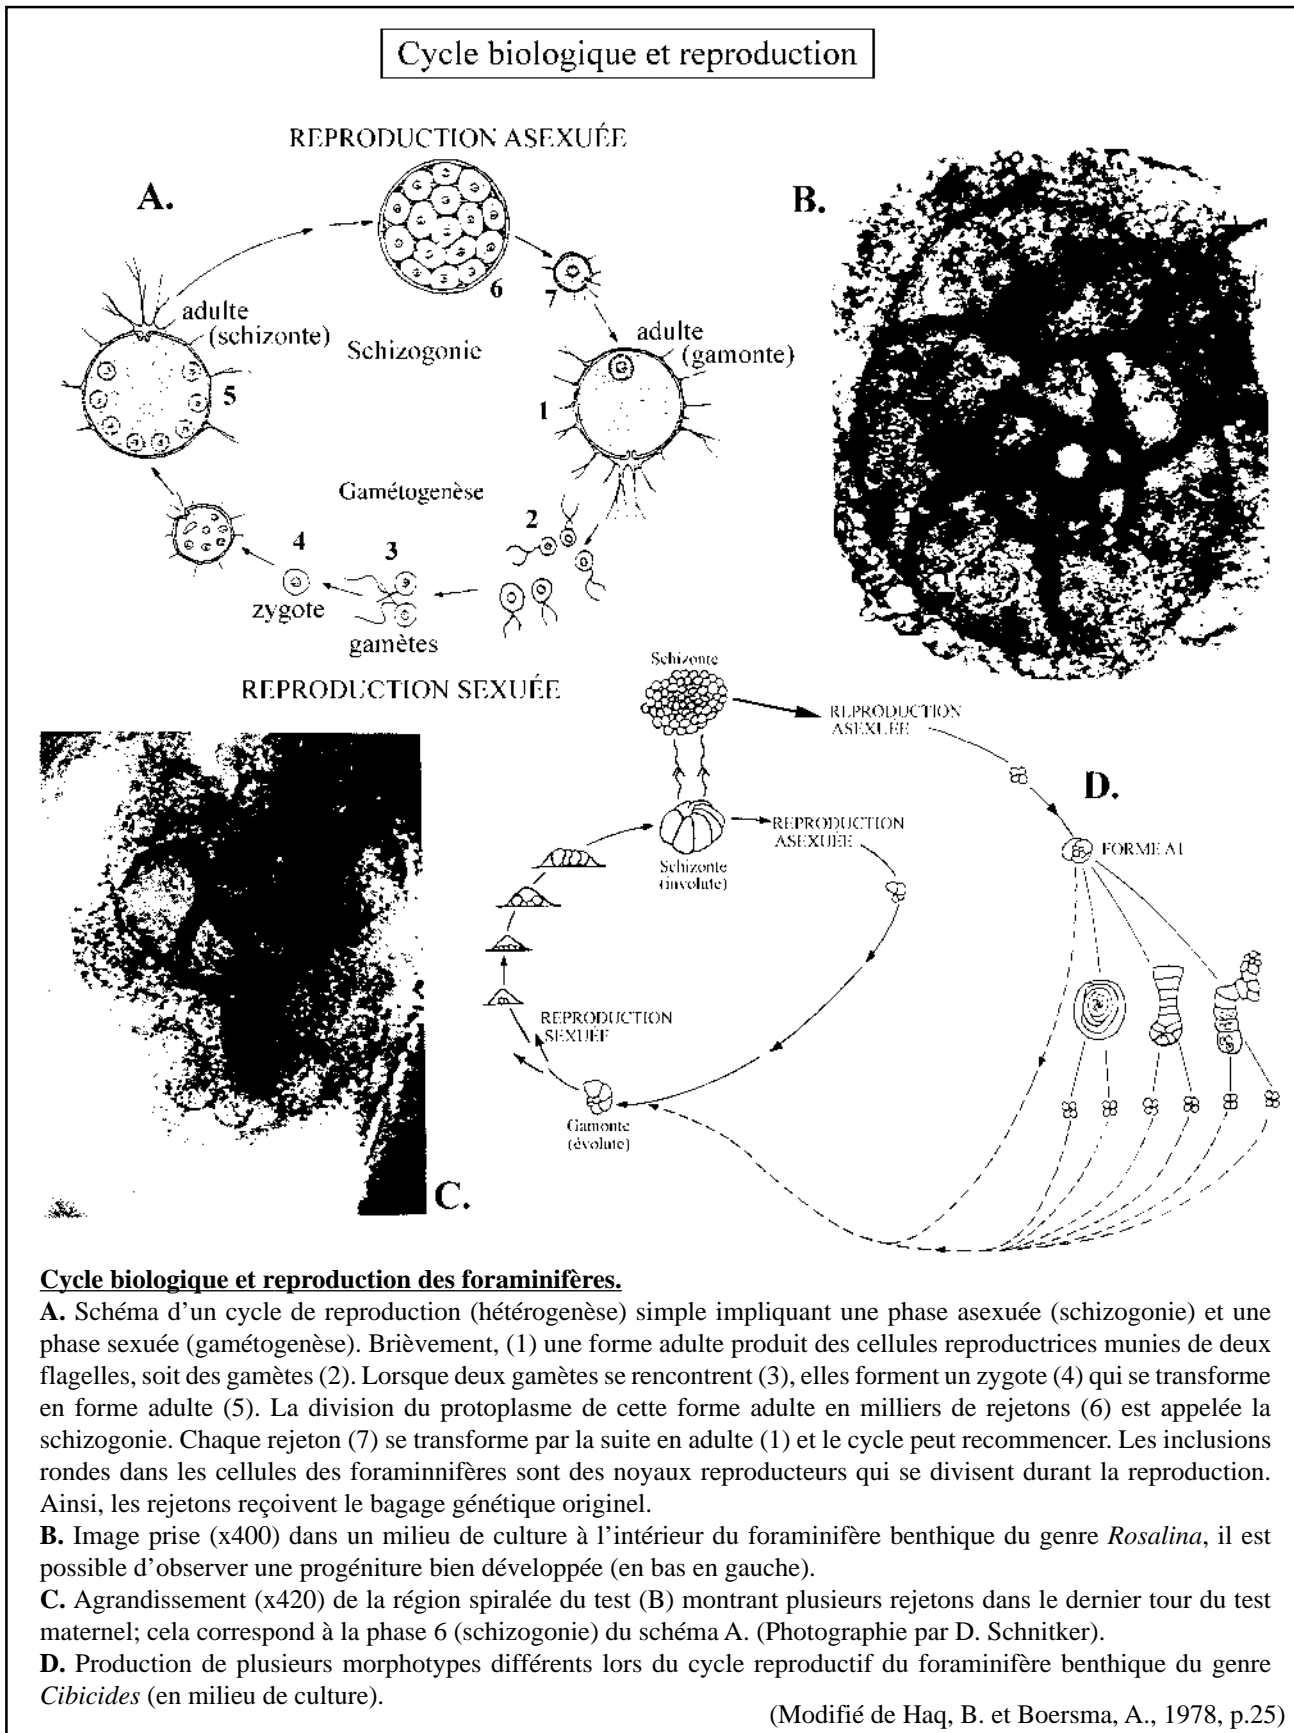 Cycle biologique et reproduction
REPRODUCTION ASEXUÉE
A.
B.
6
7
adulte
(schizonte)
Schizogonie
adulte
(gamonte)
5
1
Gamétogenèse
2
4
3
zygote
gamètes
REPRODUCTION SEXUÉE
Schizonte
REPRODUCTION
ASEXUÉE
D.
REPRODUCTION
ASEXUÉE
FORME A1
Schizonte
(involute)
REPRODUCTION
SEXUÉE
Gamonte
(évolute)
C.
Cycle biologique et reproduction des foraminifères.
A. Schéma d'un cycle de reproduction (hétérogenèse) simple impliquant une phase asexuée (schizogonie) et une
phase sexuée (gamétogenèse). Brièvement, (1) une forme adulte produit des cellules reproductrices munies de deux
flagelles, soit des gamètes (2). Lorsque deux gamètes se rencontrent (3), elles forment un zygote (4) qui se transforme
en forme adulte (5). La division du protoplasme de cette forme adulte en milliers de rejetons (6) est appelée la
schizogonie. Chaque rejeton (7) se transforme par la suite en adulte (1) et le cycle peut recommencer. Les inclusions
rondes dans les cellules des foraminnifères sont des noyaux reproducteurs qui se divisent durant la reproduction.
Ainsi, les rejetons reçoivent le bagage génétique originel.
B. Image prise (x400) dans un milieu de culture à l'intérieur du foraminifère benthique du genre Rosalina, il est
possible d'observer une progéniture bien développée (en bas en gauche).
C. Agrandissement (x420) de la région spiralée du test (B) montrant plusieurs rejetons dans le dernier tour du test
maternel; cela correspond à la phase 6 (schizogonie) du schéma A. (Photographie par D. Schnitker).
D. Production de plusieurs morphotypes différents lors du cycle reproductif du foraminifère benthique du genre
Cibicides (en milieu de culture).
(Modifié de Haq, B. et Boersma, A., 1978, p.25)